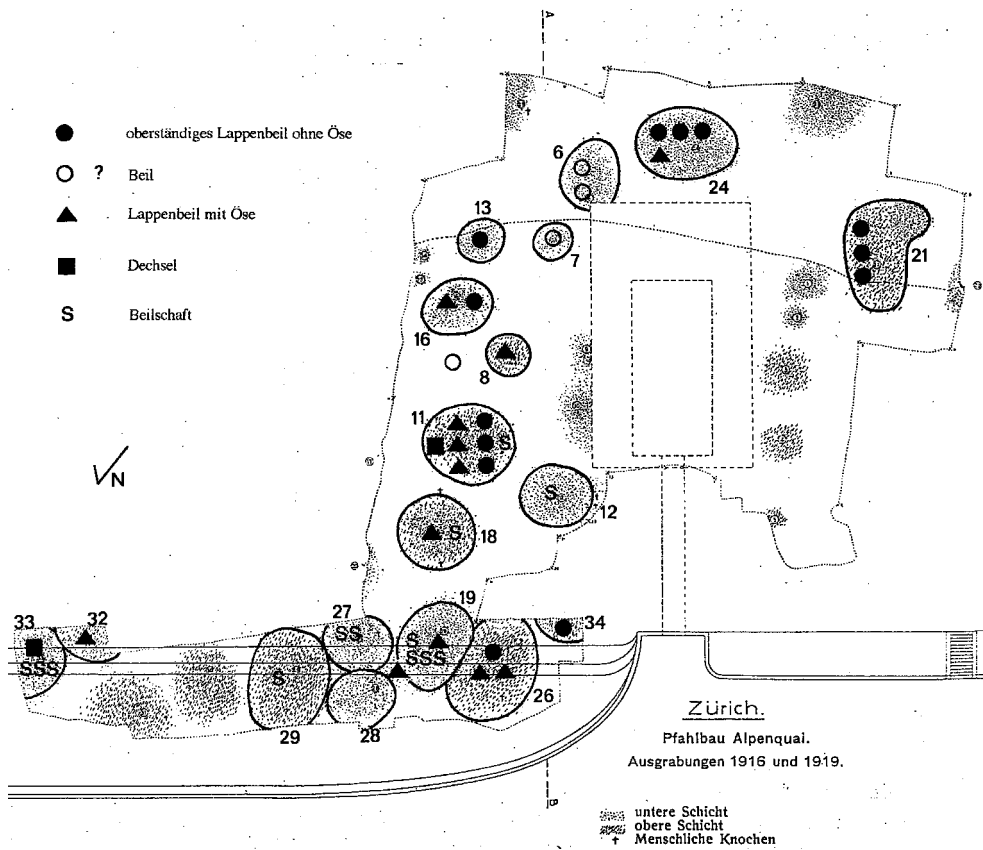 A
oberständiges Lappenbeil ohne Öse
? Beil
Lappenbeil mit Öse
Dechsel
S Beilschaft
6
24
13
7
21
16
8
11
S
S
12
S
18
N
33
32
27
19
34
SS
S
SSS
SSS
S
26
29
28
Zürich.
Pfahlbau Alpenquai.
Ausgrabungen 1916 und 1919.
B
untere Schicht
obere Schicht
† Menschliche Knochen